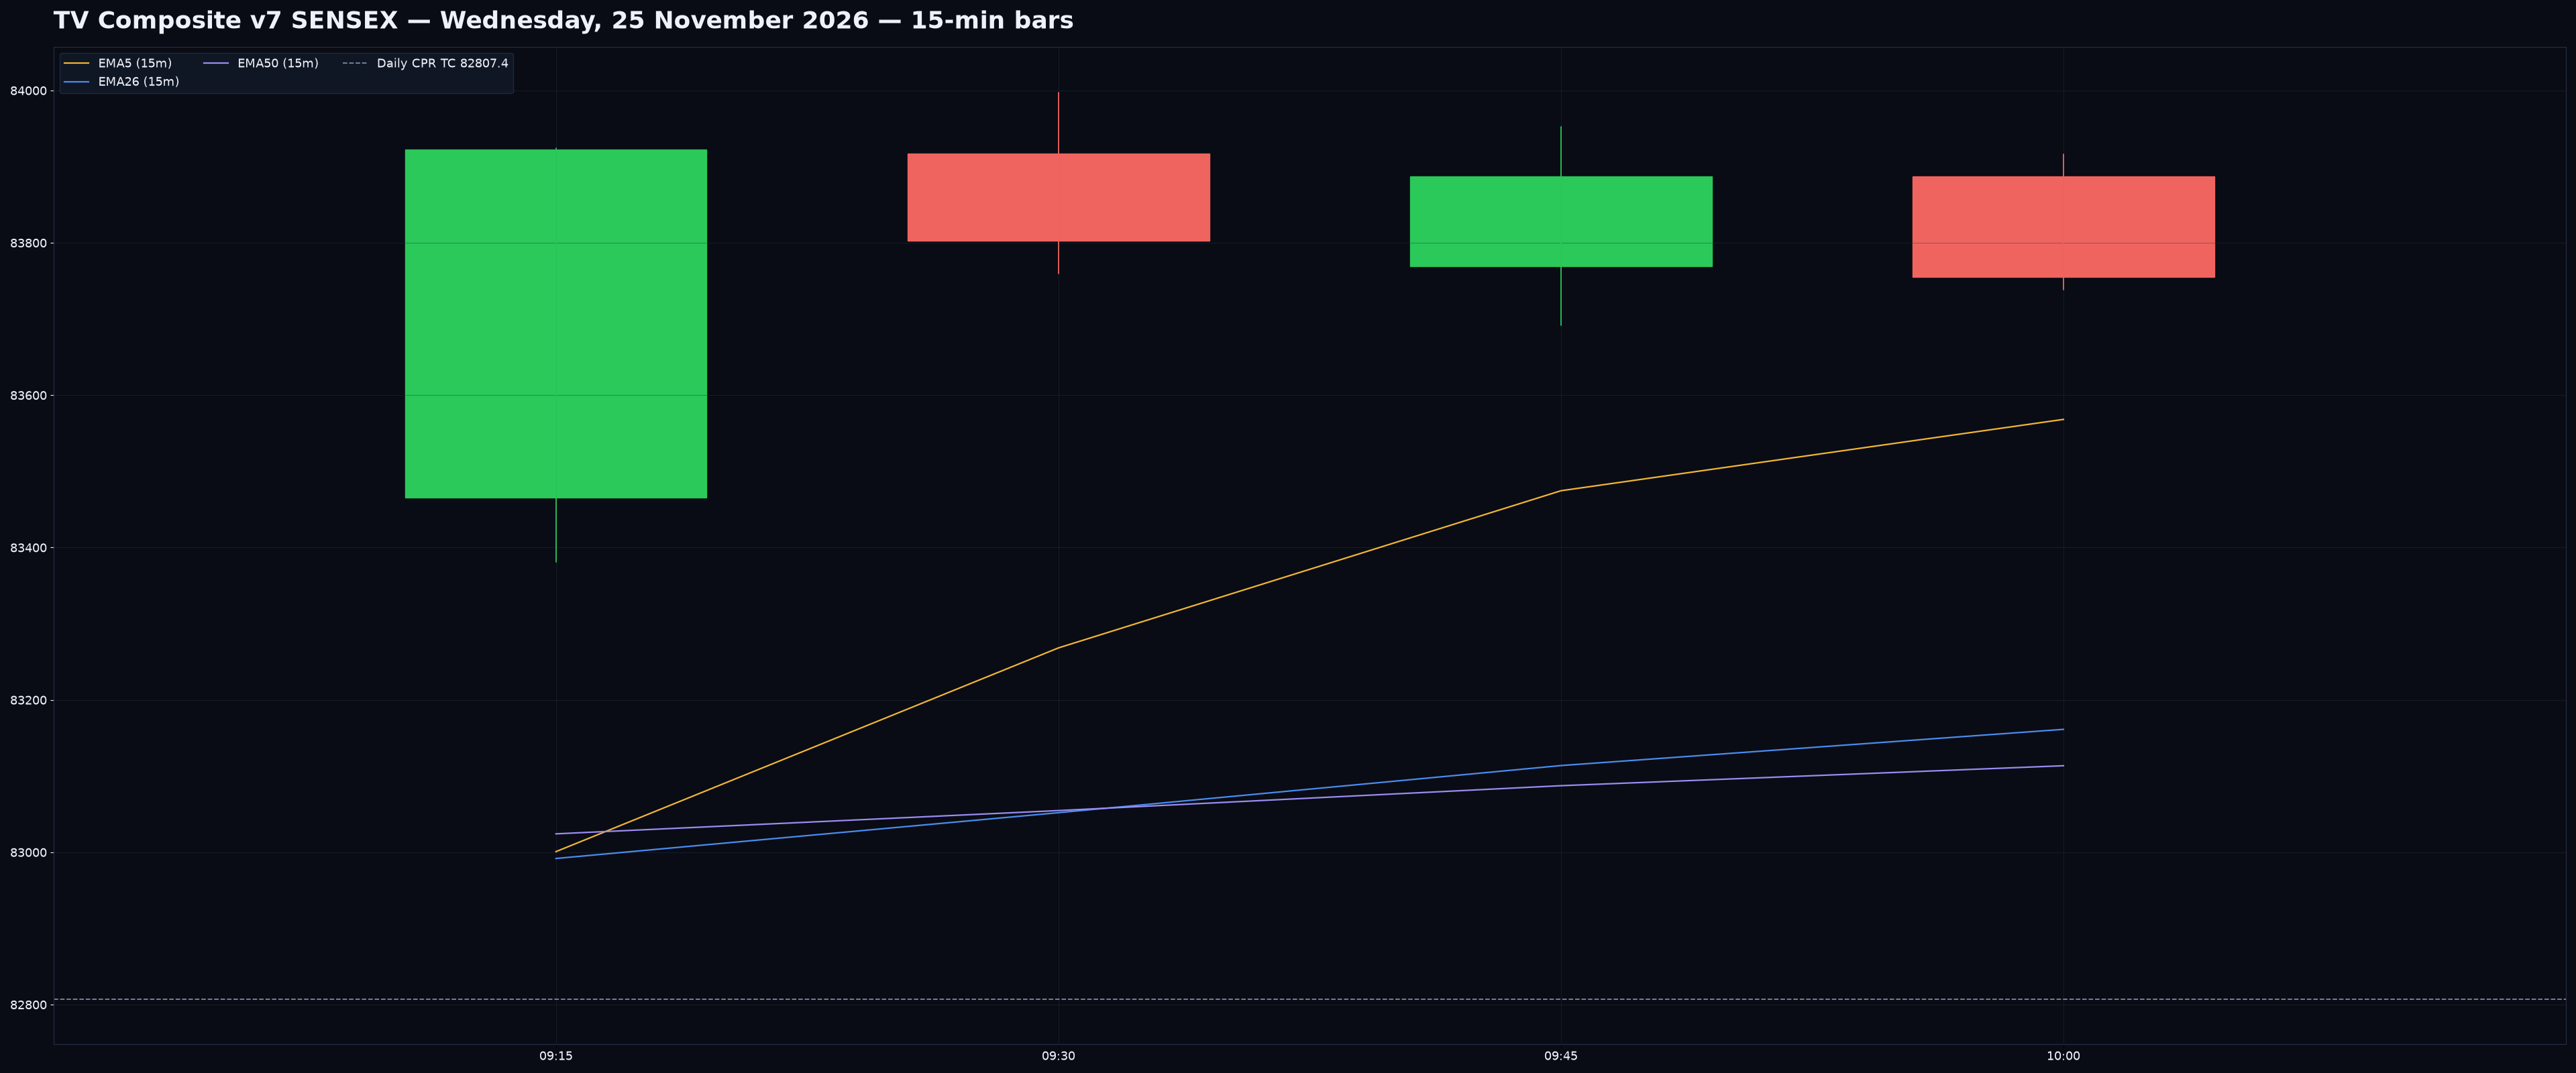 TV Composite v7 SENSEX — Wednesday, 25 November 2026 — 15-min bars
EMA5 (15m) EMA50 (15m) Daily CPR TC 82807.4
EMA26 (15m)
84000
83800
83600
83400
83200
83000
82800
09:15 09:30 09:45 10:00